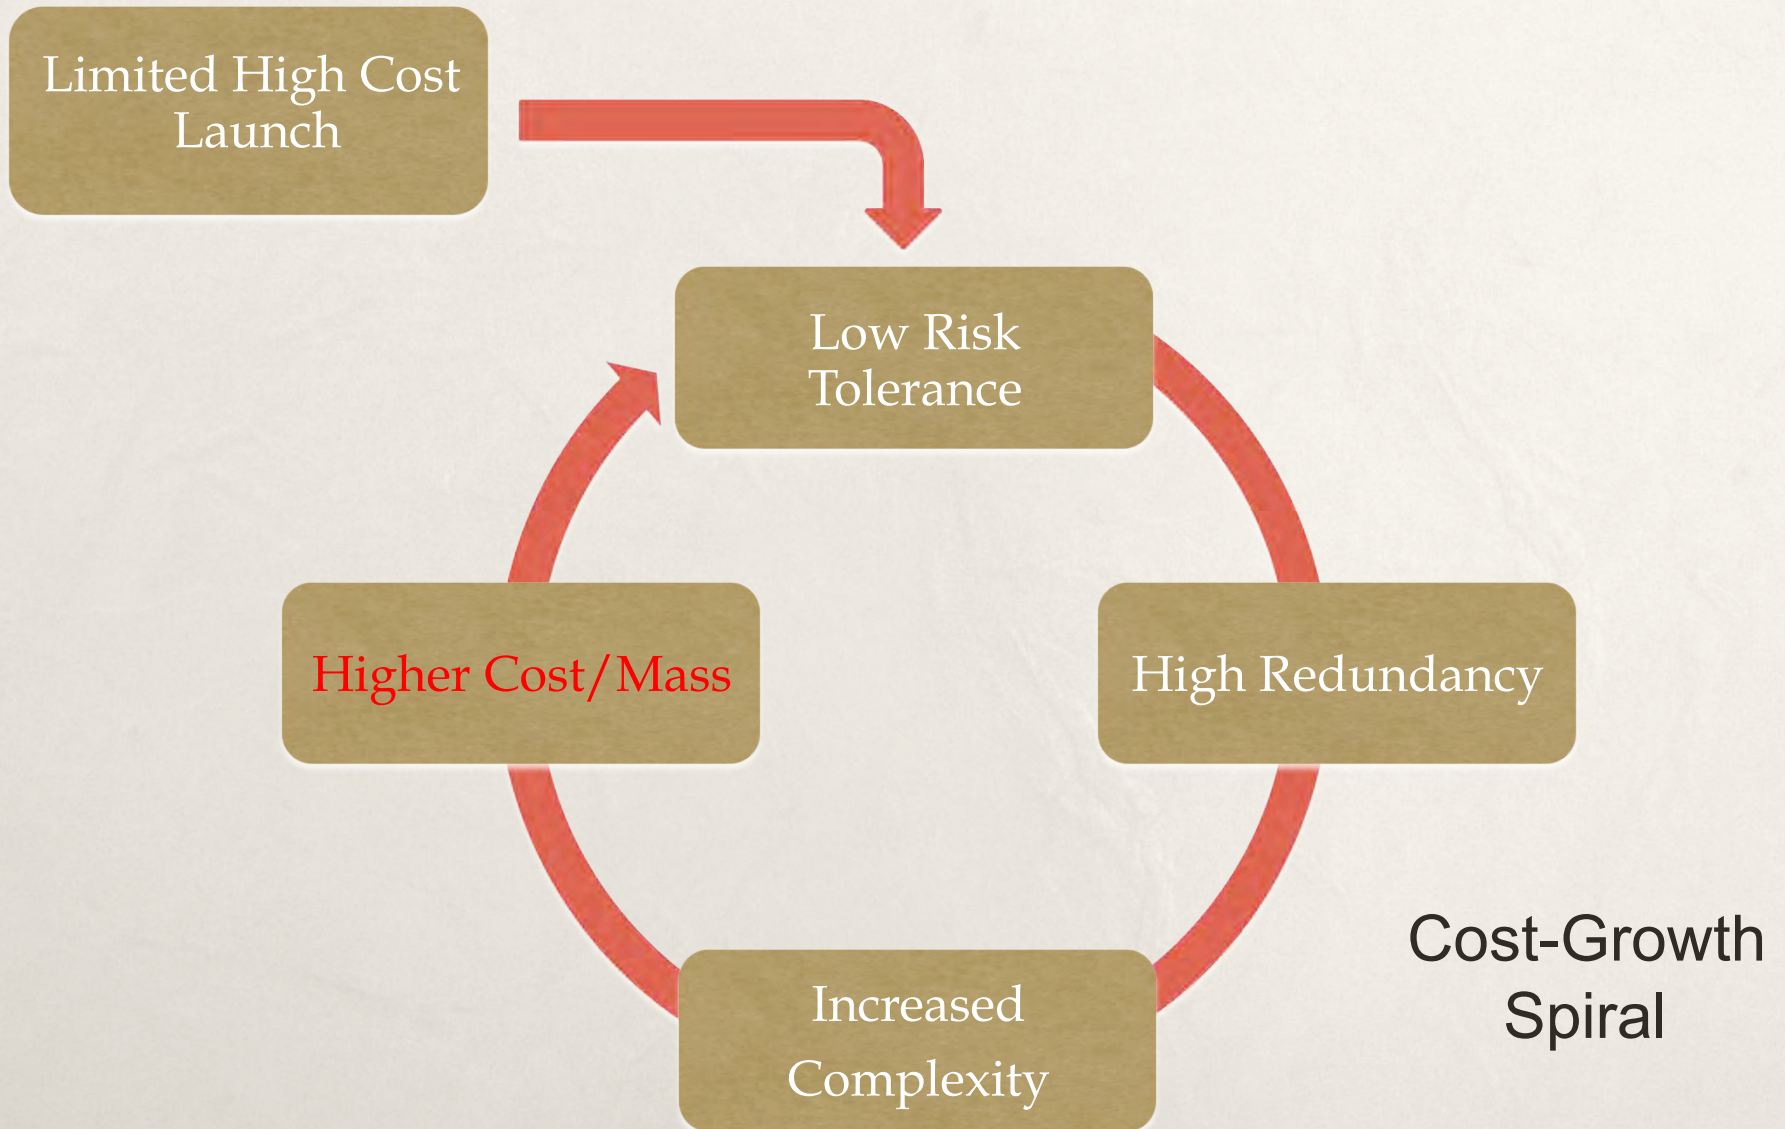 Limited High Cost
Launch
Low Risk
Tolerance
Higher Cost/Mass
High Redundancy
Increased
Complexity
Cost-Growth
Spiral